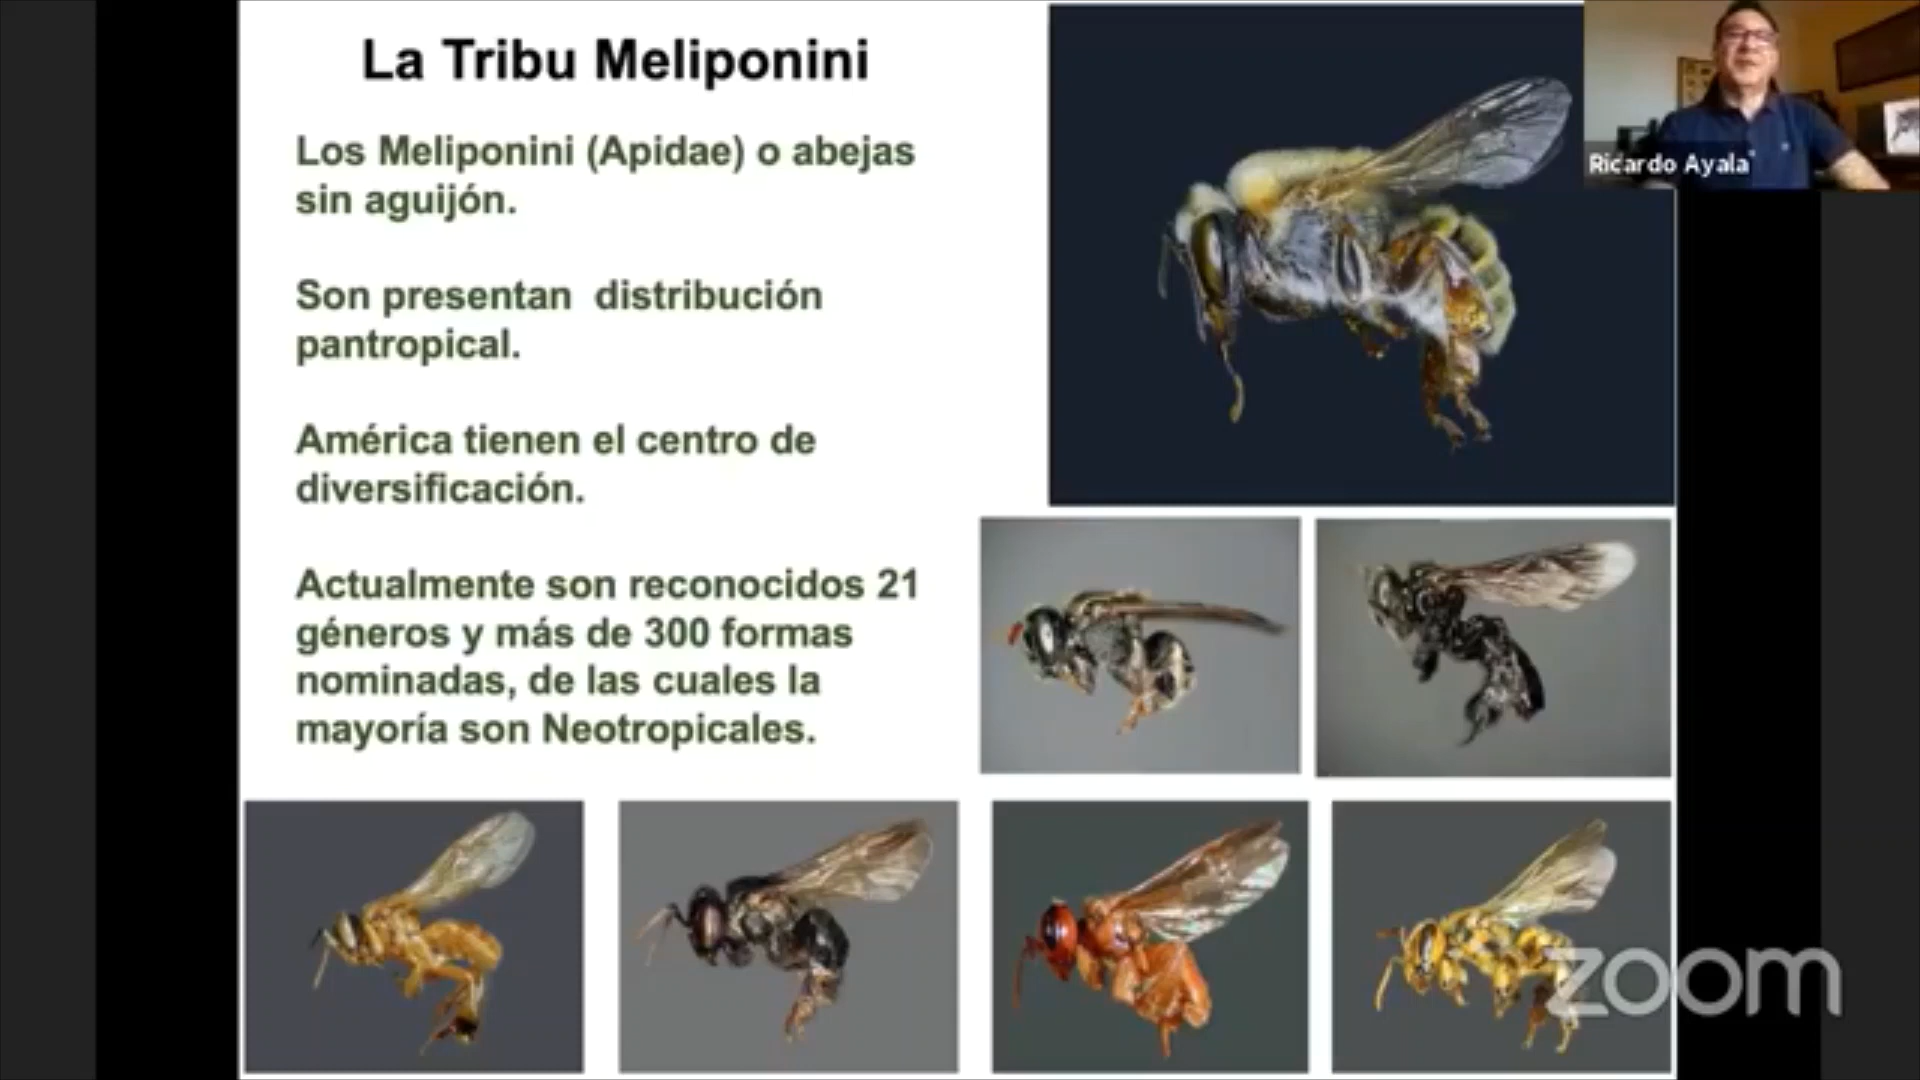 La Tribu Meliponini
Los Meliponini (Apidae) o abejas
sin aguijón.
Son presentan distribución
pantropical.
América tienen el centro de
diversificación.
Actualmente son reconocidos 21
géneros y más de 300 formas
nominadas, de las cuales la
mayoría son Neotropicales.
Ricardo Ayala
zoom